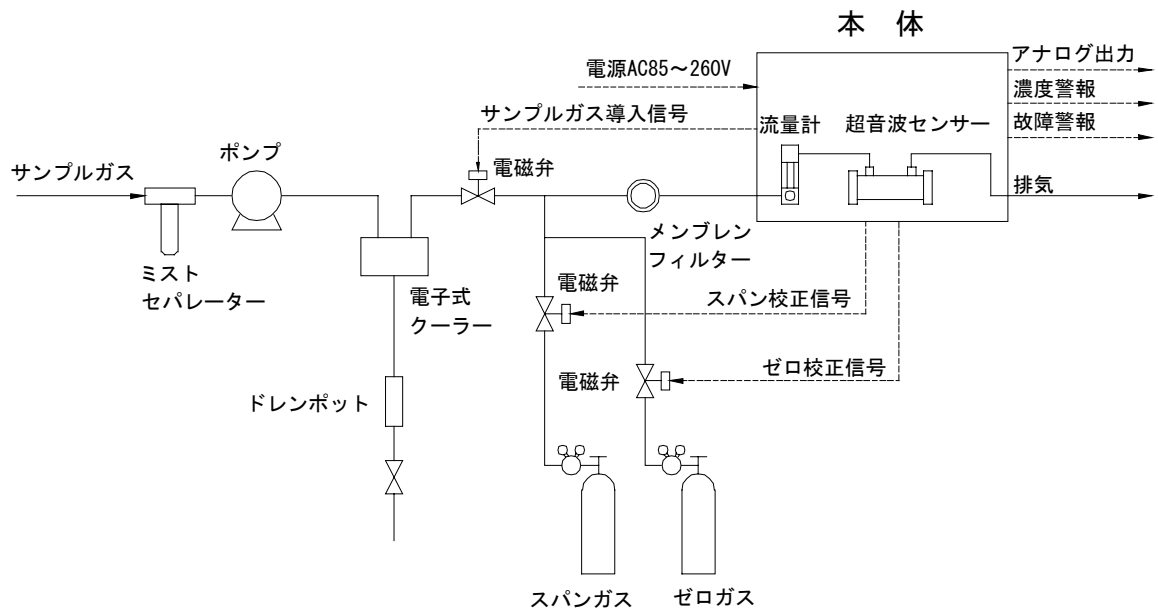 本 体
電源AC85～260V
アナログ出力
濃度警報
故障警報
サンプルガス導入信号
流量計
超音波センサー
ポンプ
電磁弁
サンプルガス
排気
メンブレン
フィルター
ミスト
セパレーター
電子式
クーラー
電磁弁
スパン校正信号
電磁弁
ゼロ校正信号
ドレンポット
スパンガス
ゼロガス